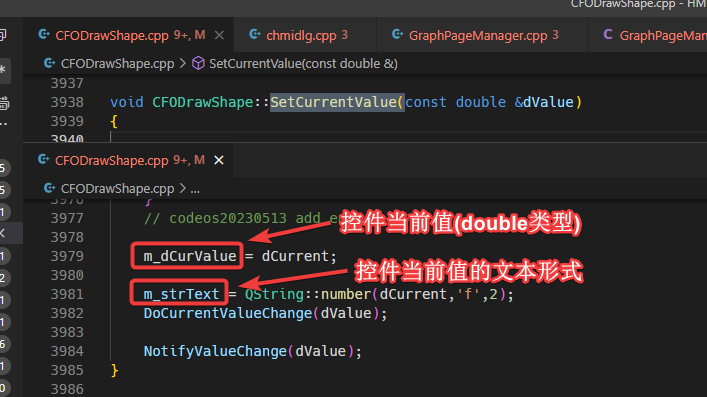 CFODrawShape.cpp - HM
CFODrawShape.cpp 9+, M × chmidlg.cpp 3 GraphPageManager.cpp 3 GraphPageMan
CFODrawShape.cpp > SetCurrentValue(const double &)
3937
3938 void CFODrawShape::SetCurrentValue(const double &dValue)
3939 {
3940
CFODrawShape.cpp 9+, M ×
CFODrawShape.cpp > ...
3976 }
3977 // codeos20230513 add e
控件当前值(double类型)
3978
3979 m_dCurValue = dCurrent;
3980
控件当前值的文本形式
3981 m_strText = QString::number(dCurrent,'f',2);
3982 DoCurrentValueChange(dValue);
3983
3984 NotifyValueChange(dValue);
3985 }
3986